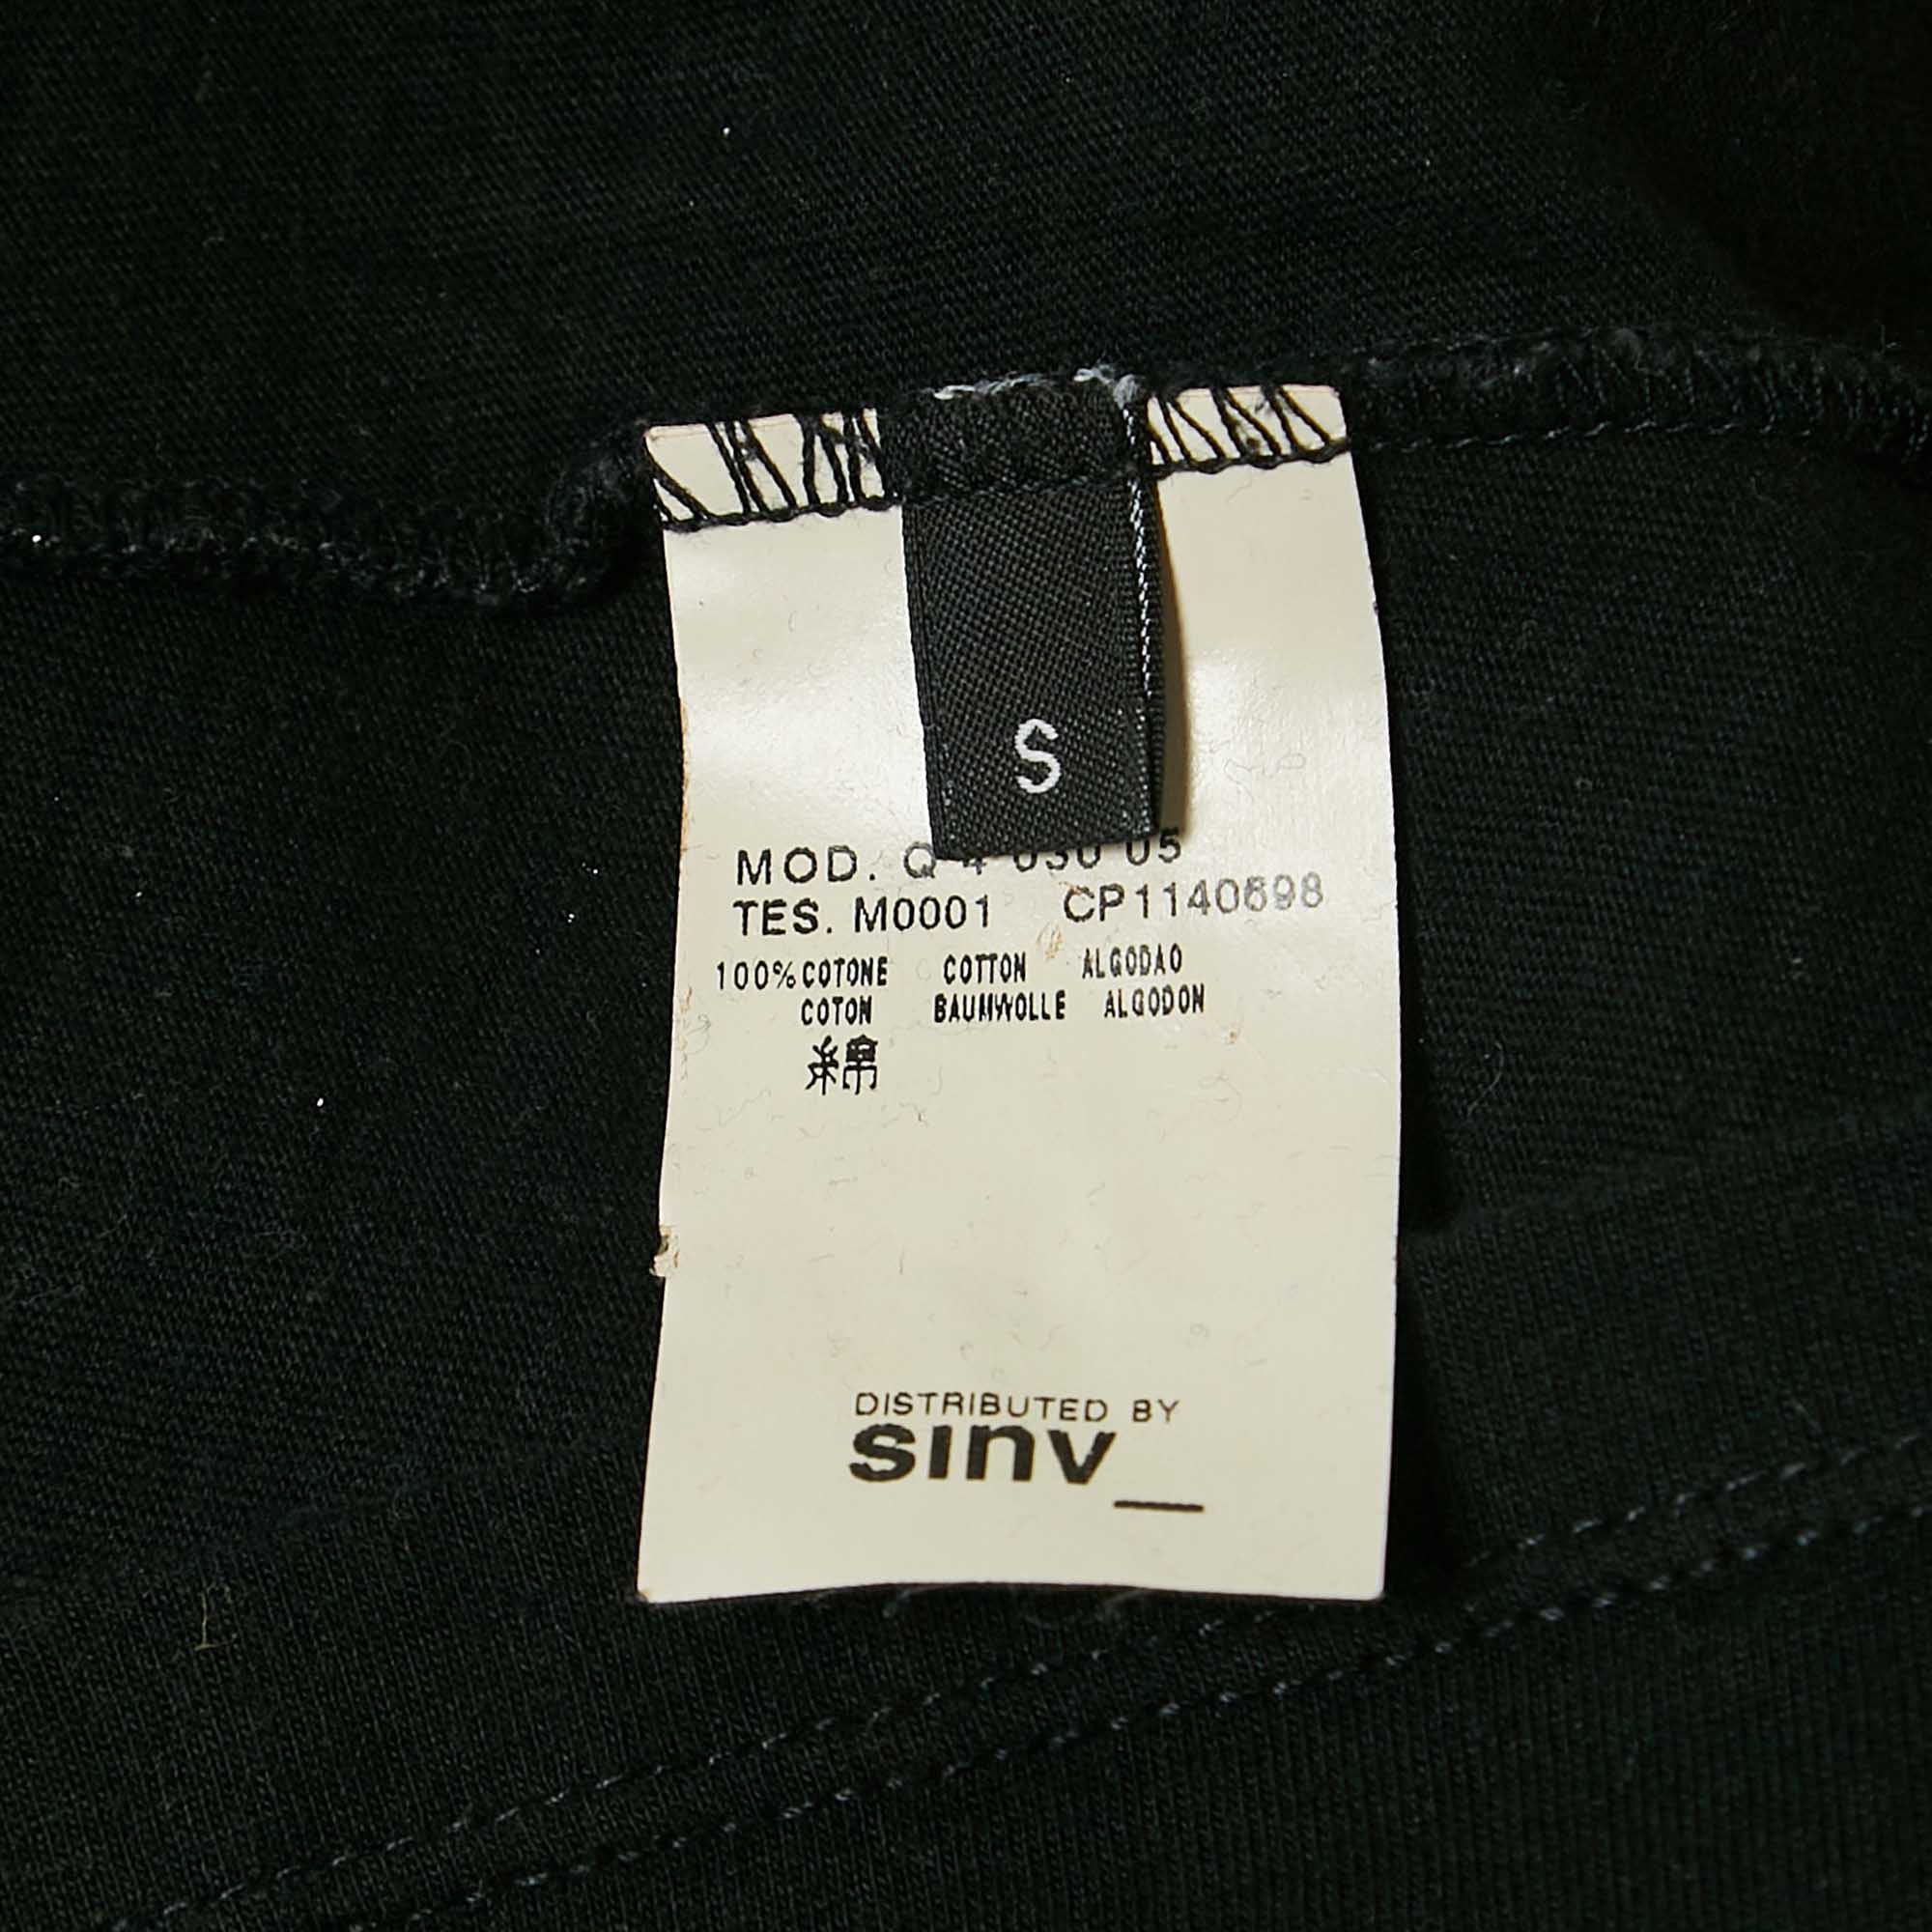 S
MOD. Q 4 030 05
TES. M0001 CP1140698
100% COTONE COTTON ALGODAO
COTON BAUMWOLLE ALGODON
綿
DISTRIBUTED BY
sinv_